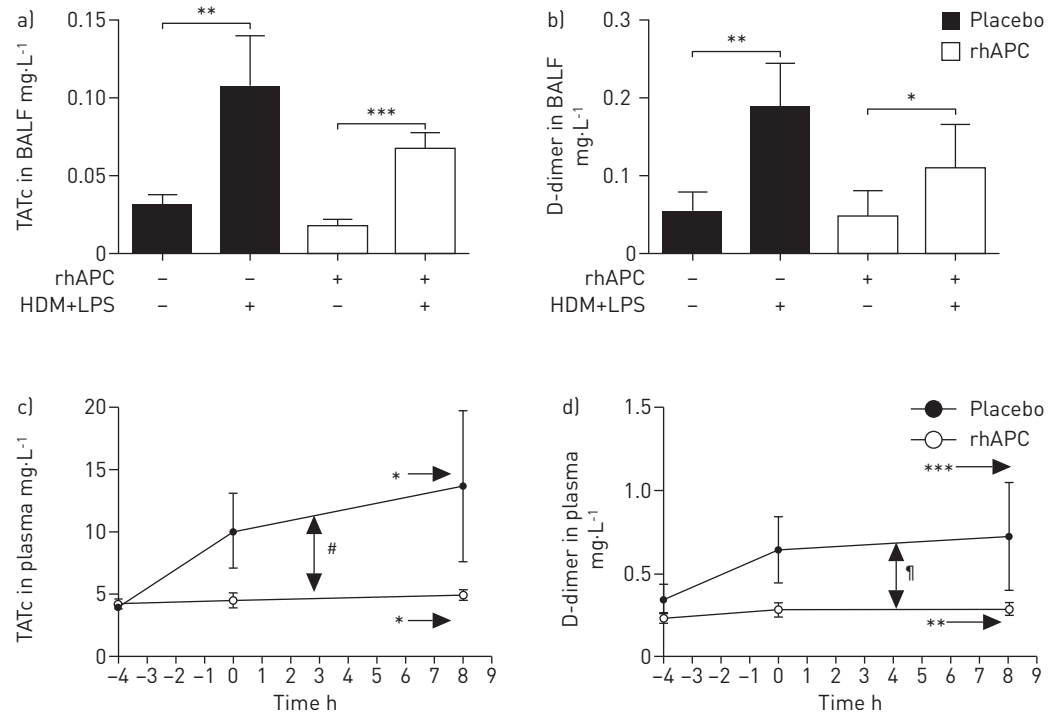 a)
TATc in BALF mg·L-1
0.15
0.10
0.05
0
**
***
rhAPC – – + +
HDM+LPS – + – +
b)
D-dimer in BALF
mg·L-1
0.3
0.2
0.1
0
**
*
Placebo
rhAPC
rhAPC – – + +
HDM+LPS – + – +
c)
TATc in plasma mg·L-1
20
15
10
5
0
*
#
*
–4 –3 –2 –1 0 1 2 3 4 5 6 7 8 9
Time h
d)
D-dimer in plasma
mg·L-1
1.5
1.0
0.5
0
Placebo
rhAPC
***
¶
**
–4 –3 –2 –1 0 1 2 3 4 5 6 7 8 9
Time h